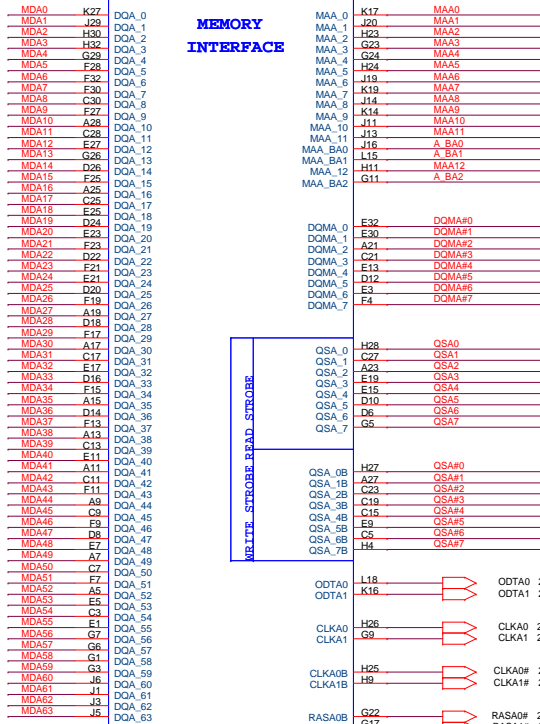 MDA0 K27 DQA_0
MDA1 J29 DQA_1
MDA2 H30 DQA_2
MDA3 H32 DQA_3
MDA4 G29 DQA_4
MDA5 F28 DQA_5
MDA6 F32 DQA_6
MDA7 F30 DQA_7
MDA8 C30 DQA_8
MDA9 F27 DQA_9
MDA10 A28 DQA_10
MDA11 C28 DQA_11
MDA12 E27 DQA_12
MDA13 G26 DQA_13
MDA14 D26 DQA_14
MDA15 F25 DQA_15
MDA16 A25 DQA_16
MDA17 C25 DQA_17
MDA18 E25 DQA_18
MDA19 D24 DQA_19
MDA20 E23 DQA_20
MDA21 F23 DQA_21
MDA22 D22 DQA_22
MDA23 F21 DQA_23
MDA24 E21 DQA_24
MDA25 D20 DQA_25
MDA26 F19 DQA_26
MDA27 A19 DQA_27
MDA28 D18 DQA_28
MDA29 F17 DQA_29
MDA30 A17 DQA_30
MDA31 C17 DQA_31
MDA32 E17 DQA_32
MDA33 D16 DQA_33
MDA34 F15 DQA_34
MDA35 A15 DQA_35
MDA36 D14 DQA_36
MDA37 F13 DQA_37
MDA38 A13 DQA_38
MDA39 C13 DQA_39
MDA40 E11 DQA_40
MDA41 A11 DQA_41
MDA42 C11 DQA_42
MDA43 F11 DQA_43
MDA44 A9 DQA_44
MDA45 C9 DQA_45
MDA46 F9 DQA_46
MDA47 D8 DQA_47
MDA48 E7 DQA_48
MDA49 A7 DQA_49
MDA50 C7 DQA_50
MDA51 F7 DQA_51
MDA52 A5 DQA_52
MDA53 E5 DQA_53
MDA54 C3 DQA_54
MDA55 E1 DQA_55
MDA56 G7 DQA_56
MDA57 G6 DQA_57
MDA58 G1 DQA_58
MDA59 G3 DQA_59
MDA60 J6 DQA_60
MDA61 J1 DQA_61
MDA62 J3 DQA_62
MDA63 J5 DQA_63
MEMORY
INTERFACE
MAA_0 K17 MAA0
MAA_1 J20 MAA1
MAA_2 H23 MAA2
MAA_3 G23 MAA3
MAA_4 G24 MAA4
MAA_5 H24 MAA5
MAA_6 J19 MAA6
MAA_7 K19 MAA7
MAA_8 J14 MAA8
MAA_9 K14 MAA9
MAA_10 J11 MAA10
MAA_11 J13 MAA11
MAA_BA0 J16 A_BA0
MAA_BA1 L15 A_BA1
MAA_12 H11 MAA12
MAA_BA2 G11 A_BA2
DQMA_0 E32 DQMA#0
DQMA_1 E30 DQMA#1
DQMA_2 A21 DQMA#2
DQMA_3 C21 DQMA#3
DQMA_4 E13 DQMA#4
DQMA_5 D12 DQMA#5
DQMA_6 E3 DQMA#6
DQMA_7 F4 DQMA#7
READ STROBE
QSA_0 H28 QSA0
QSA_1 C27 QSA1
QSA_2 A23 QSA2
QSA_3 E19 QSA3
QSA_4 E15 QSA4
QSA_5 D10 QSA5
QSA_6 D6 QSA6
QSA_7 G5 QSA7
WRITE STROBE
QSA_0B H27 QSA#0
QSA_1B A27 QSA#1
QSA_2B C23 QSA#2
QSA_3B C19 QSA#3
QSA_4B C15 QSA#4
QSA_5B E9 QSA#5
QSA_6B C5 QSA#6
QSA_7B H4 QSA#7
ODTA0 L18 ODTA0 2
ODTA1 K16 ODTA1 2
CLKA0 H26 CLKA0 2
CLKA1 G9 CLKA1 2
CLKA0B H25 CLKA0# 2
CLKA1B H9 CLKA1# 2
RASA0B G22 RASA0# 2
G17